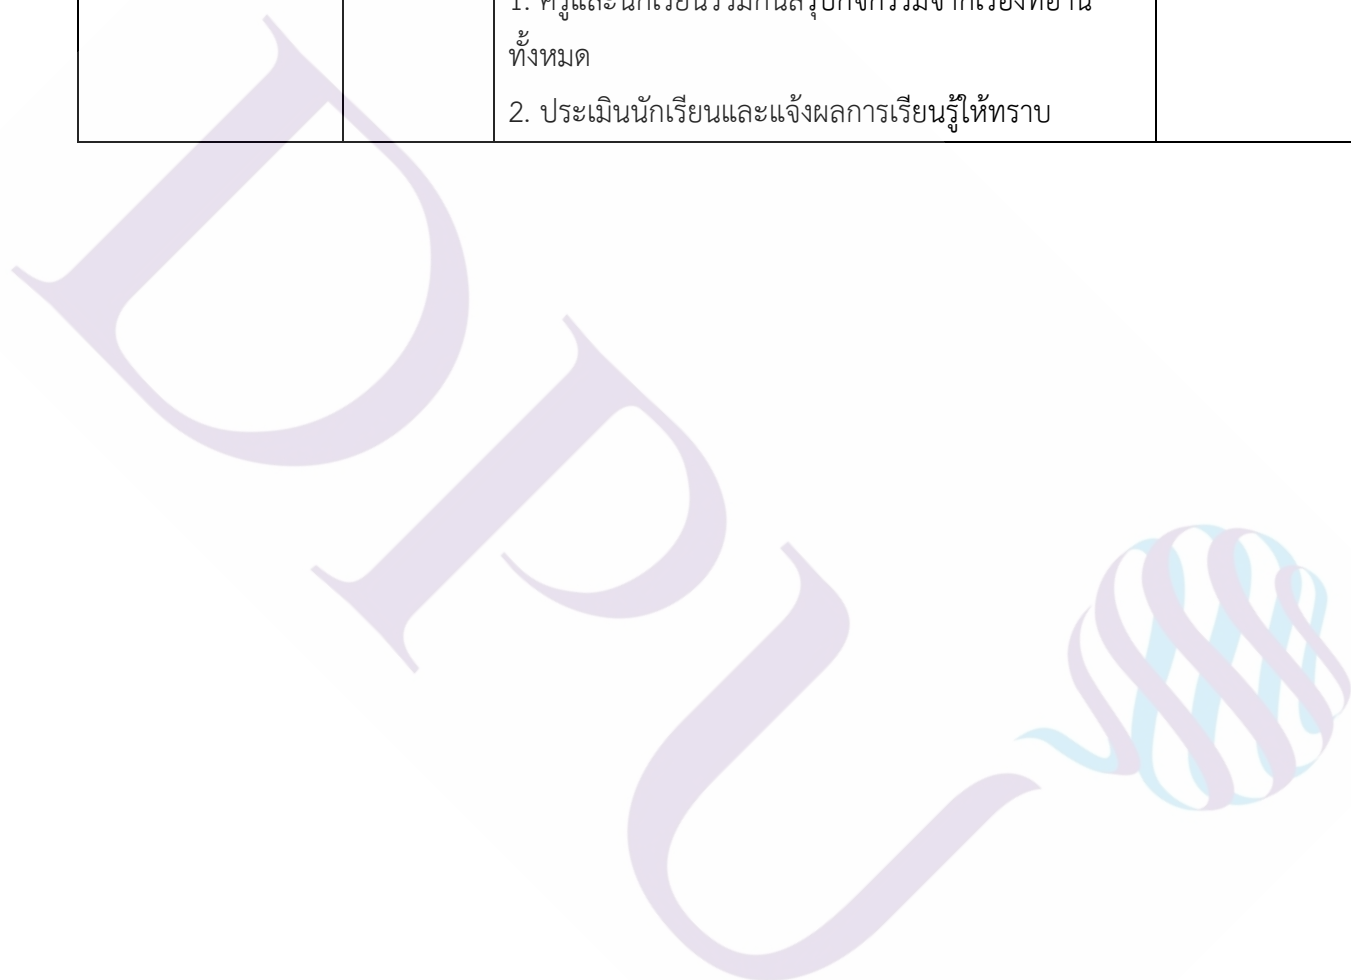 1. ครูและนักเรียนร่วมกันสรุปกิจกรรมจากเรื่องที่อ่าน
ทั้งหมด
2. ประเมินนักเรียนและแจ้งผลการเรียนรู้ให้ทราบ
DPU